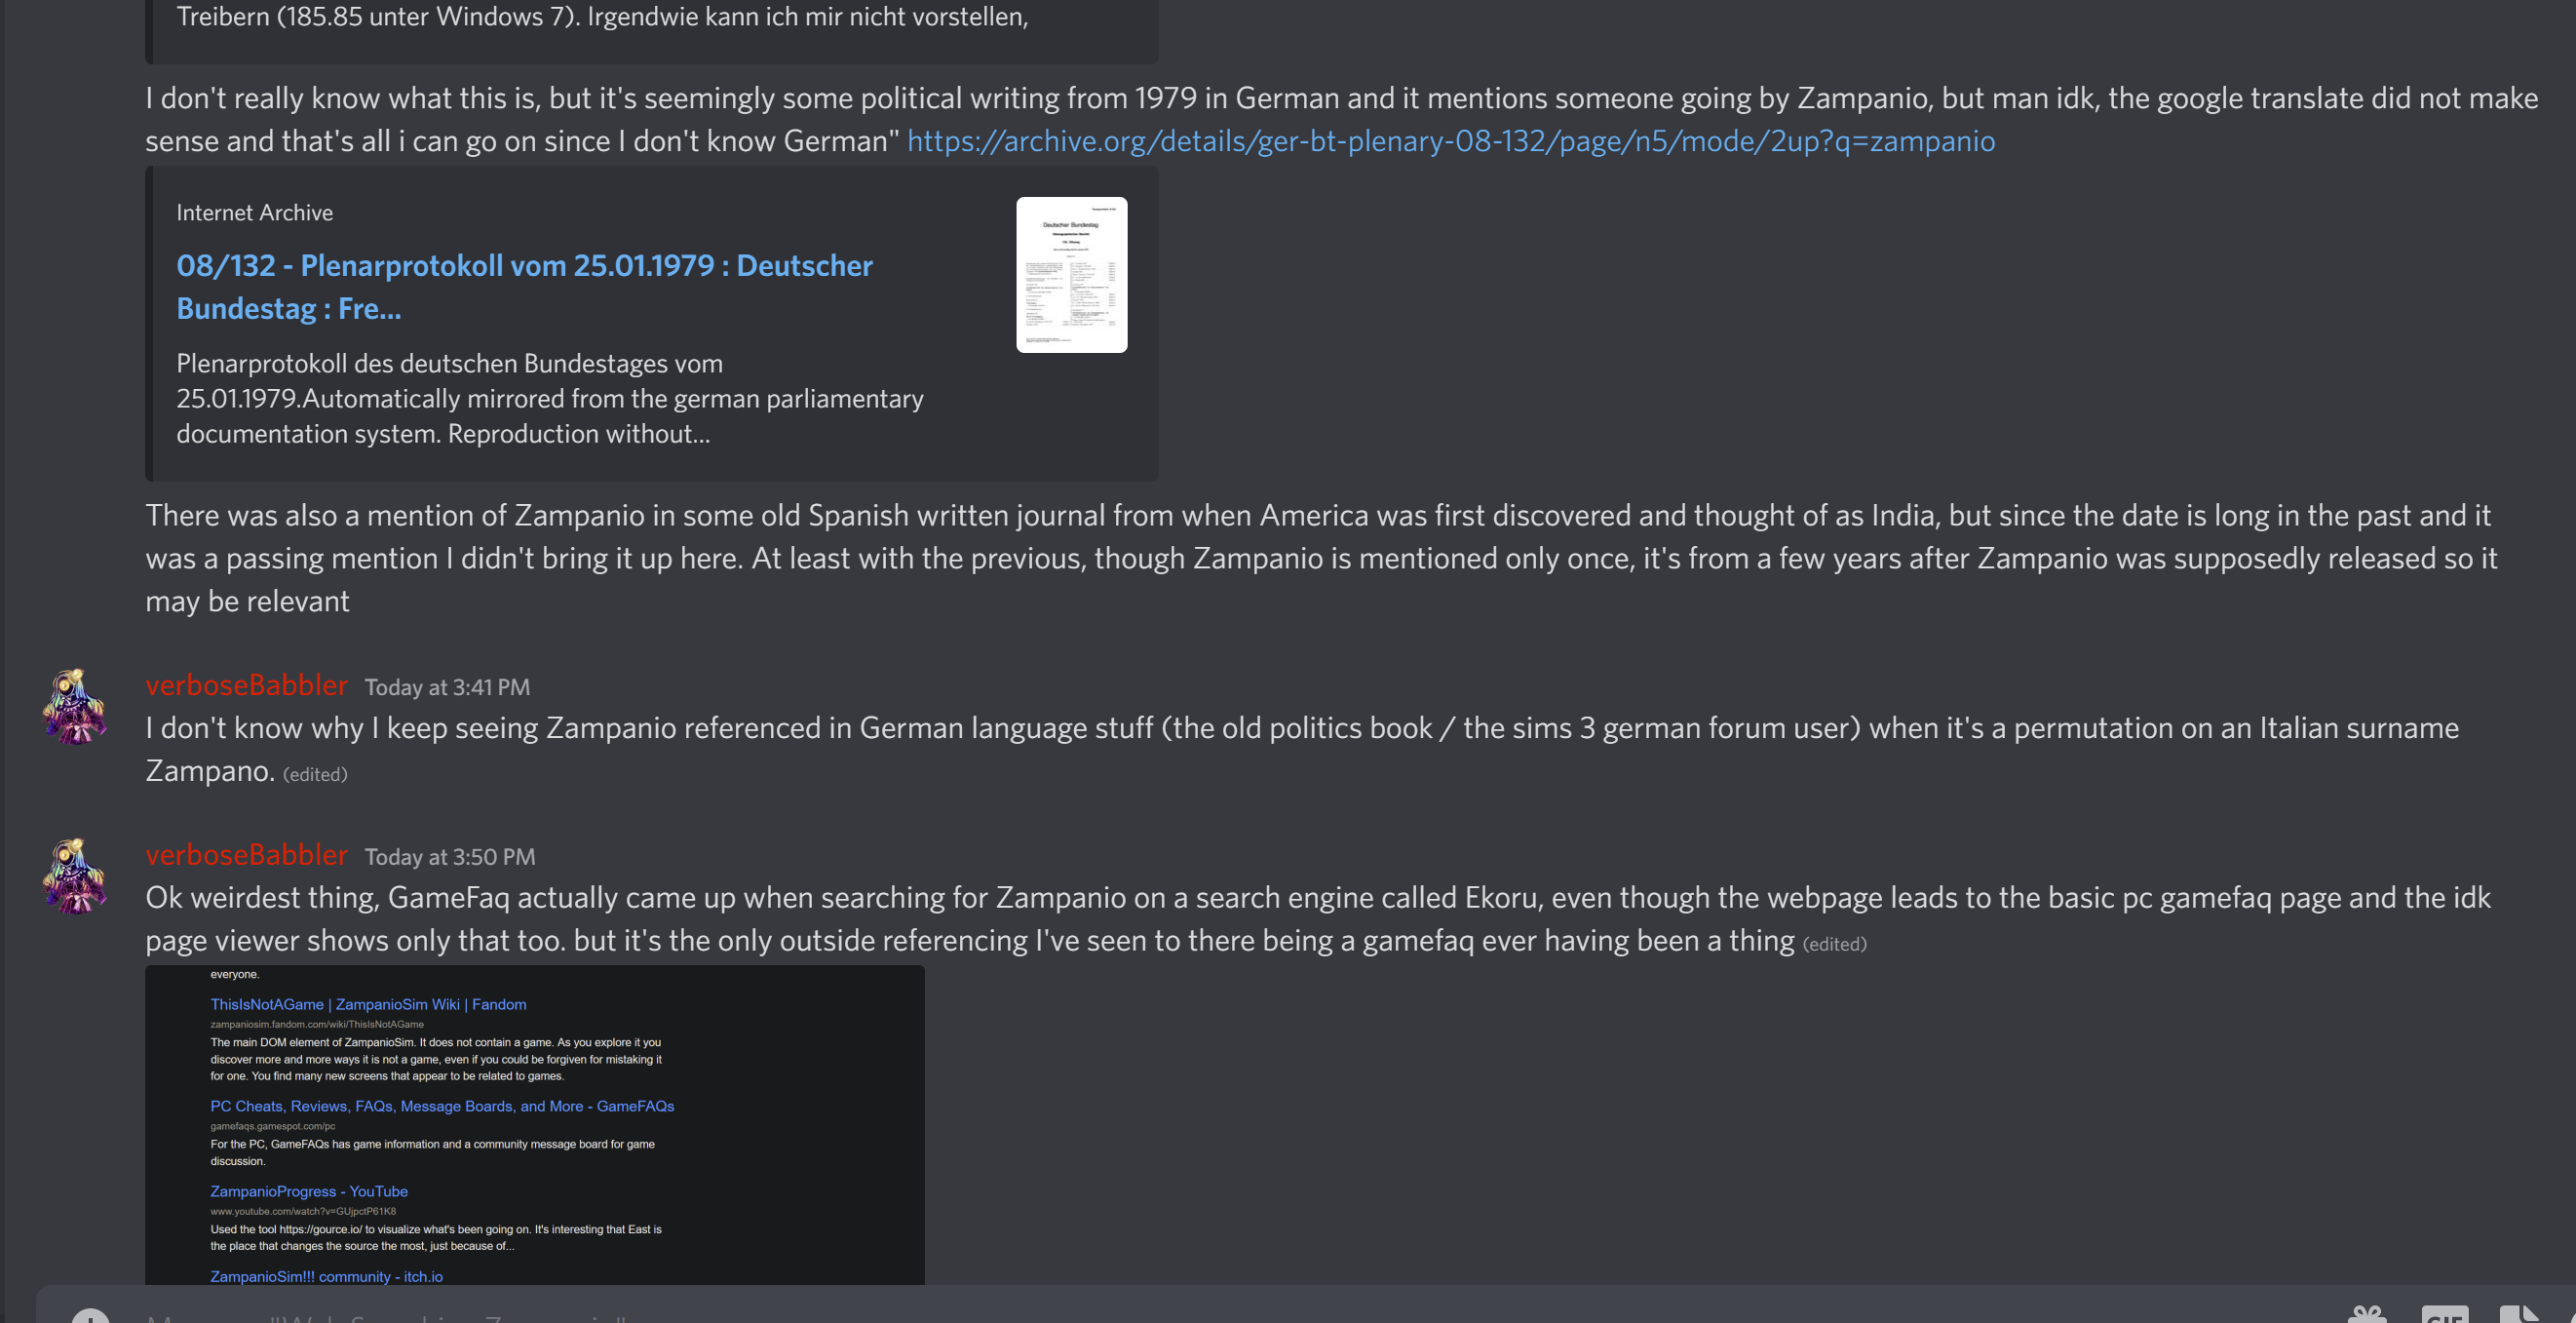 Treibern (185.85 unter Windows 7). Irgendwie kann ich mir nicht vorstellen,
I don't really know what this is, but it's seemingly some political writing from 1979 in German and it mentions someone going by Zampanio, but man idk, the google translate did not make
sense and that's all i can go on since I don't know German" https://archive.org/details/ger-bt-plenary-08-132/page/n5/mode/2up?q=zampanio
Internet Archive
08/132 - Plenarprotokoll vom 25.01.1979 : Deutscher
Bundestag : Fre...
Plenarprotokoll des deutschen Bundestages vom
25.01.1979.Automatically mirrored from the german parliamentary
documentation system. Reproduction without...
Deutscher Bundestag
There was also a mention of Zampanio in some old Spanish written journal from when America was first discovered and thought of as India, but since the date is long in the past and it
was a passing mention I didn't bring it up here. At least with the previous, though Zampanio is mentioned only once, it's from a few years after Zampanio was supposedly released so it
may be relevant
verboseBabbler Today at 3:41 PM
I don't know why I keep seeing Zampanio referenced in German language stuff (the old politics book / the sims 3 german forum user) when it's a permutation on an Italian surname
Zampano. (edited)
verboseBabbler Today at 3:50 PM
Ok weirdest thing, GameFaq actually came up when searching for Zampanio on a search engine called Ekoru, even though the webpage leads to the basic pc gamefaq page and the idk
page viewer shows only that too. but it's the only outside referencing I've seen to there being a gamefaq ever having been a thing (edited)
everyone.
ThisIsNotAGame | ZampanioSim Wiki | Fandom
zampaniosim.fandom.com/wiki/ThisIsNotAGame
The main DOM element of ZampanioSim. It does not contain a game. As you explore it you
discover more and more ways it is not a game, even if you could be forgiven for mistaking it
for one. You find many new screens that appear to be related to games.
PC Cheats, Reviews, FAQs, Message Boards, and More - GameFAQs
gamefaqs.gamespot.com/pc
For the PC, GameFAQs has game information and a community message board for game
discussion.
ZampanioProgress - YouTube
www.youtube.com/watch?v=GUjpctP61K8
Used the tool https://gource.io/ to visualize what's been going on. It's interesting that East is
the place that changes the source the most, just because of...
ZampanioSim!!! community - itch.io
GIF